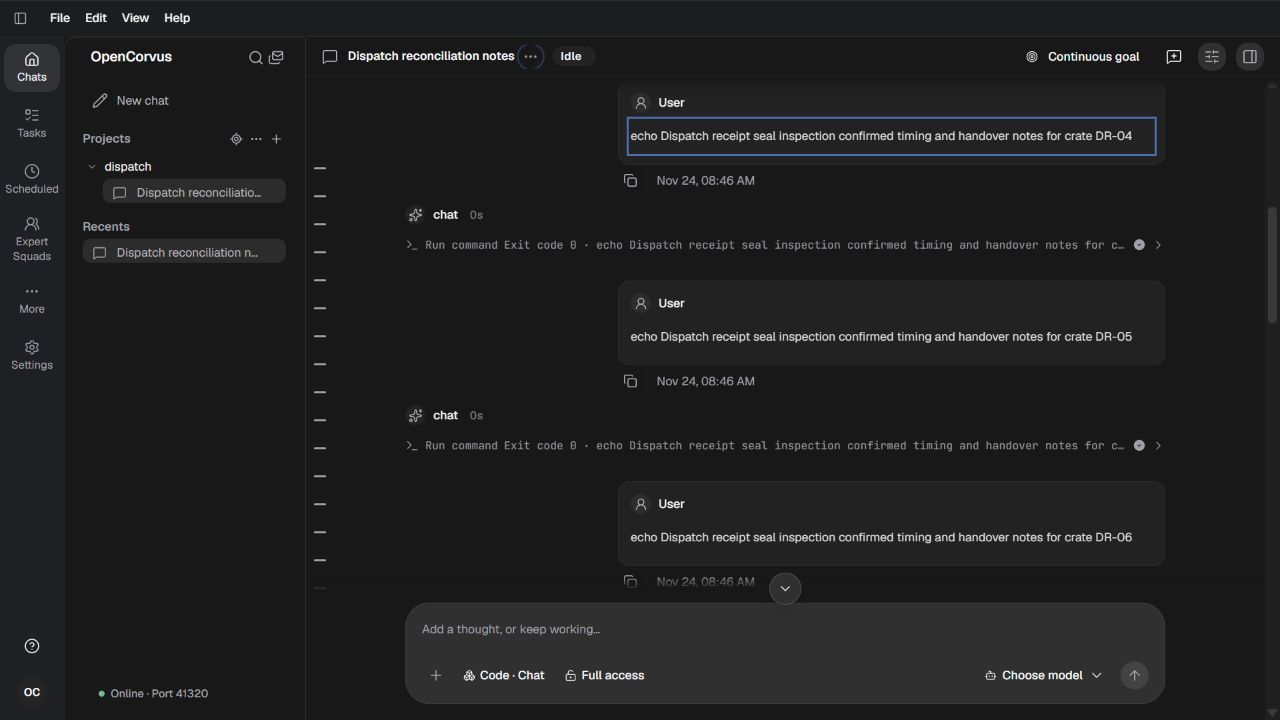 File Edit View Help
OpenCorvus
Chats
New chat
Tasks
Projects
dispatch
Scheduled
Dispatch reconciliatio...
Recents
Expert
Squads
Dispatch reconciliation n...
More
Settings
OC
Online · Port 41320
Dispatch reconciliation notes
Idle
Continuous goal
User
echo Dispatch receipt seal inspection confirmed timing and handover notes for crate DR-04
Nov 24, 08:46 AM
chat 0s
Run command Exit code 0 · echo Dispatch receipt seal inspection confirmed timing and handover notes for c…
User
echo Dispatch receipt seal inspection confirmed timing and handover notes for crate DR-05
Nov 24, 08:46 AM
chat 0s
Run command Exit code 0 · echo Dispatch receipt seal inspection confirmed timing and handover notes for c…
User
echo Dispatch receipt seal inspection confirmed timing and handover notes for crate DR-06
Nov 24, 08:46 AM
Add a thought, or keep working...
Code · Chat Full access Choose model